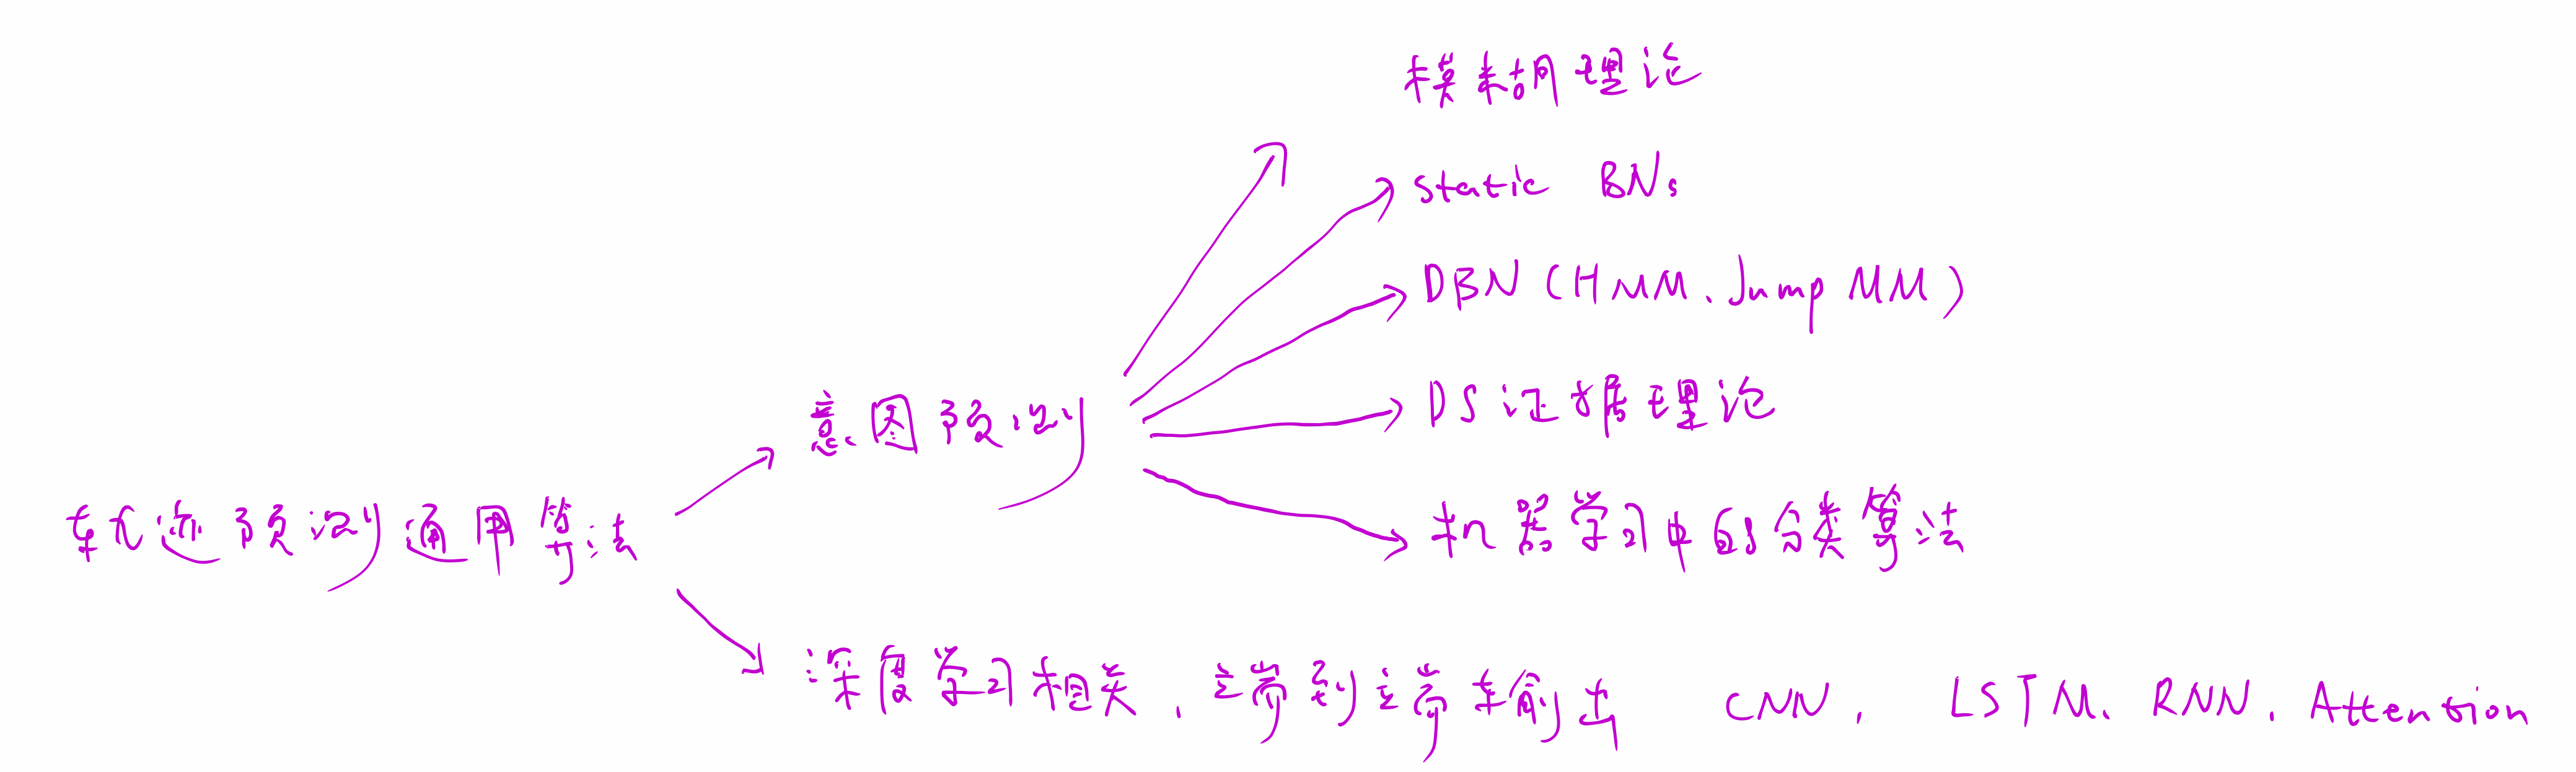 模糊理论
static BNs
DBN (HMM、Jump MM)
DS证据理论
意图预测
轨迹预测通用算法
机器学习中的分类算法
深度学习相关，端到端输出 CNN, LSTM、RNN、Attention